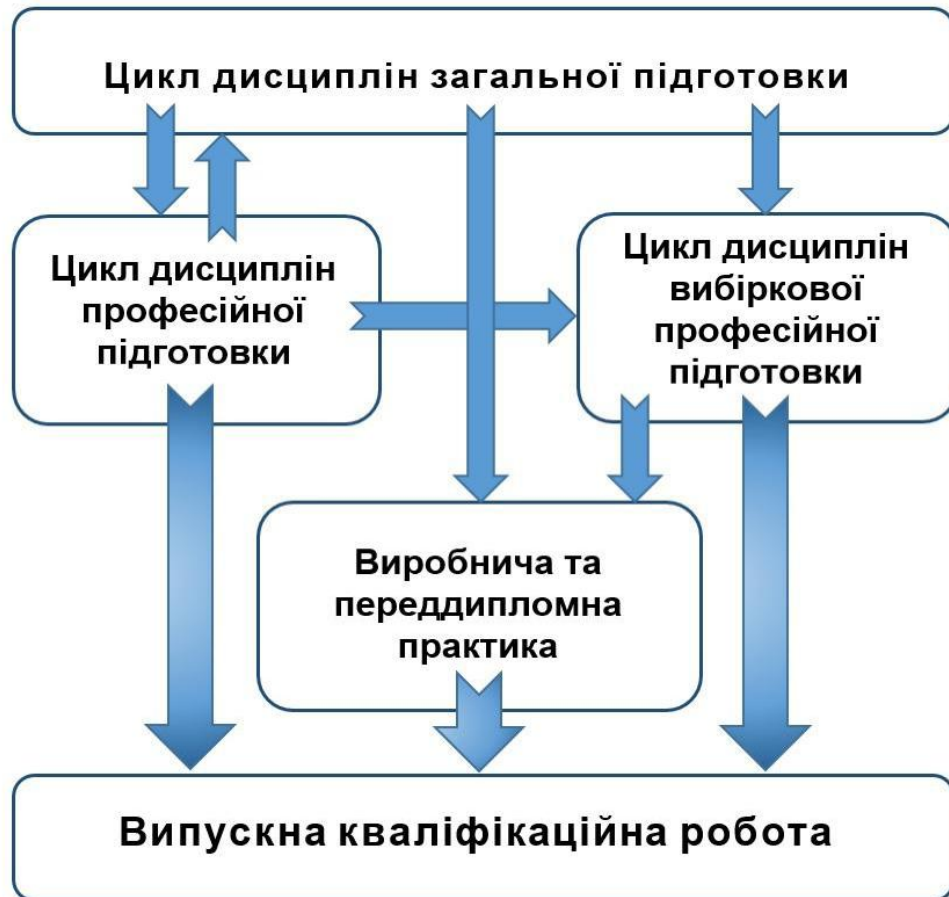 Цикл дисциплін загальної підготовки
Цикл дисциплін
професійної
підготовки
Цикл дисциплін
вибіркової
професійної
підготовки
Виробнича та
переддипломна
практика
Випускна кваліфікаційна робота